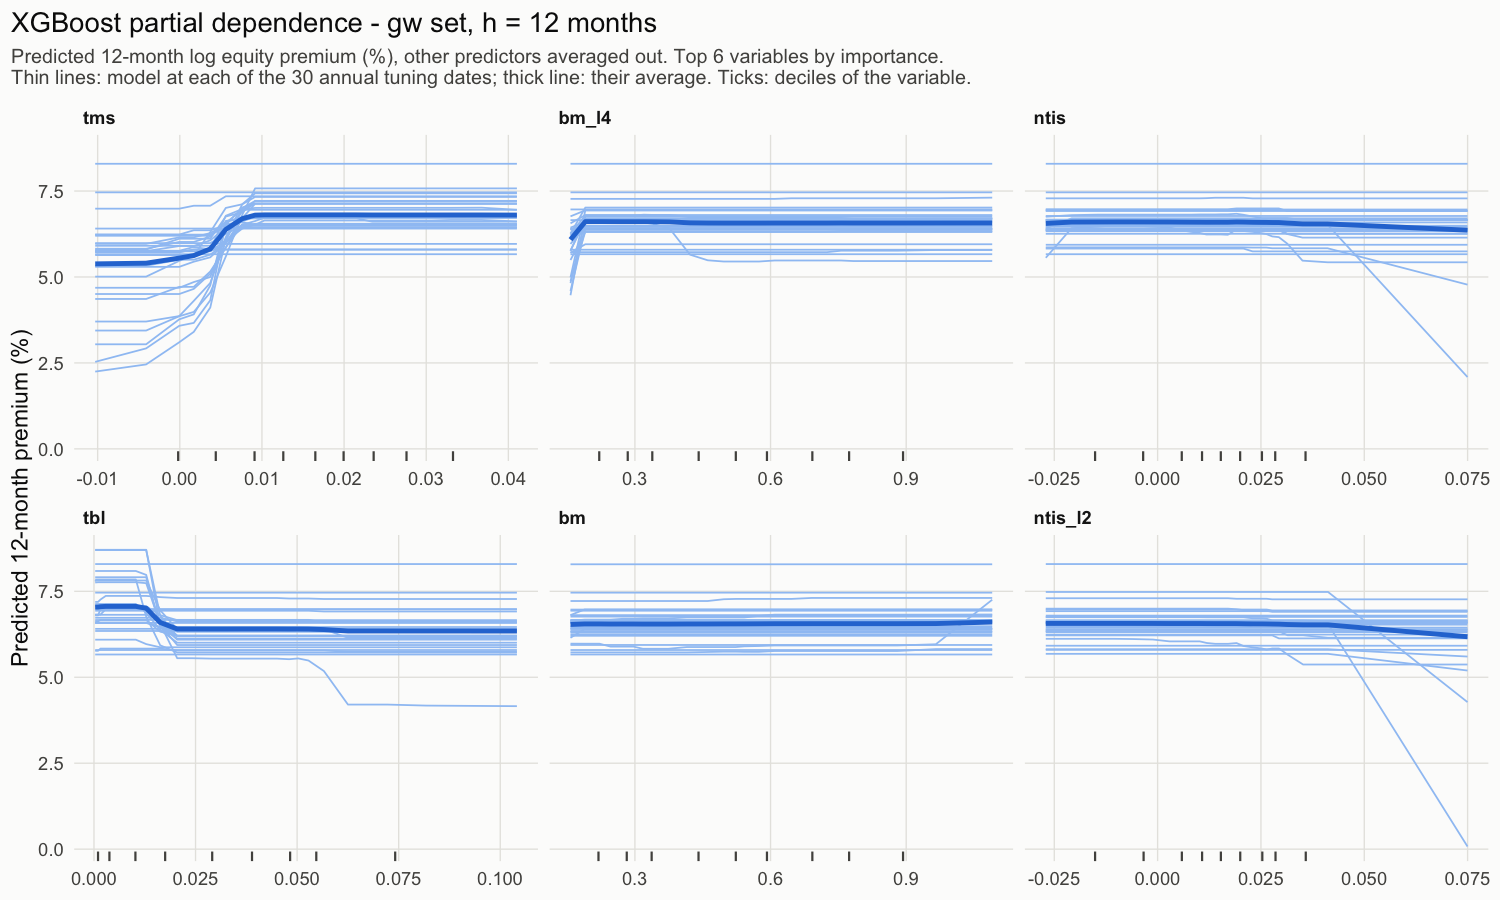 XGBoost partial dependence - gw set, h = 12 months
Predicted 12-month log equity premium (%), other predictors averaged out. Top 6 variables by importance.
Thin lines: model at each of the 30 annual tuning dates; thick line: their average. Ticks: deciles of the variable.
tms
bm_l4
ntis
7.5
5.0
2.5
0.0
-0.01 0.00 0.01 0.02 0.03 0.04
0.3 0.6 0.9
-0.025 0.000 0.025 0.050 0.075
Predicted 12-month premium (%)
tbl
bm
ntis_l2
7.5
5.0
2.5
0.0
0.000 0.025 0.050 0.075 0.100
0.3 0.6 0.9
-0.025 0.000 0.025 0.050 0.075